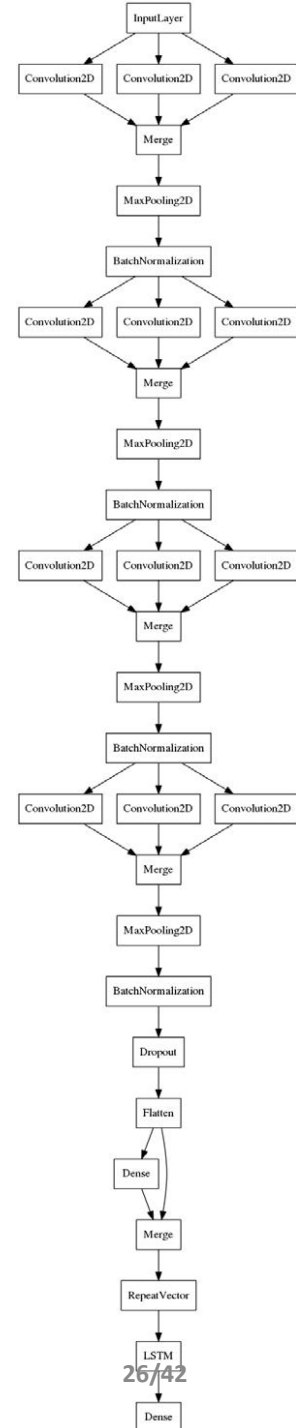 InputLayer
Convolution2D Convolution2D Convolution2D
Merge
MaxPooling2D
BatchNormalization
Convolution2D Convolution2D Convolution2D
Merge
MaxPooling2D
BatchNormalization
Convolution2D Convolution2D Convolution2D
Merge
MaxPooling2D
BatchNormalization
Convolution2D Convolution2D Convolution2D
Merge
MaxPooling2D
BatchNormalization
Dropout
Flatten
Dense
Merge
RepeatVector
LSTM
26/42
Dense